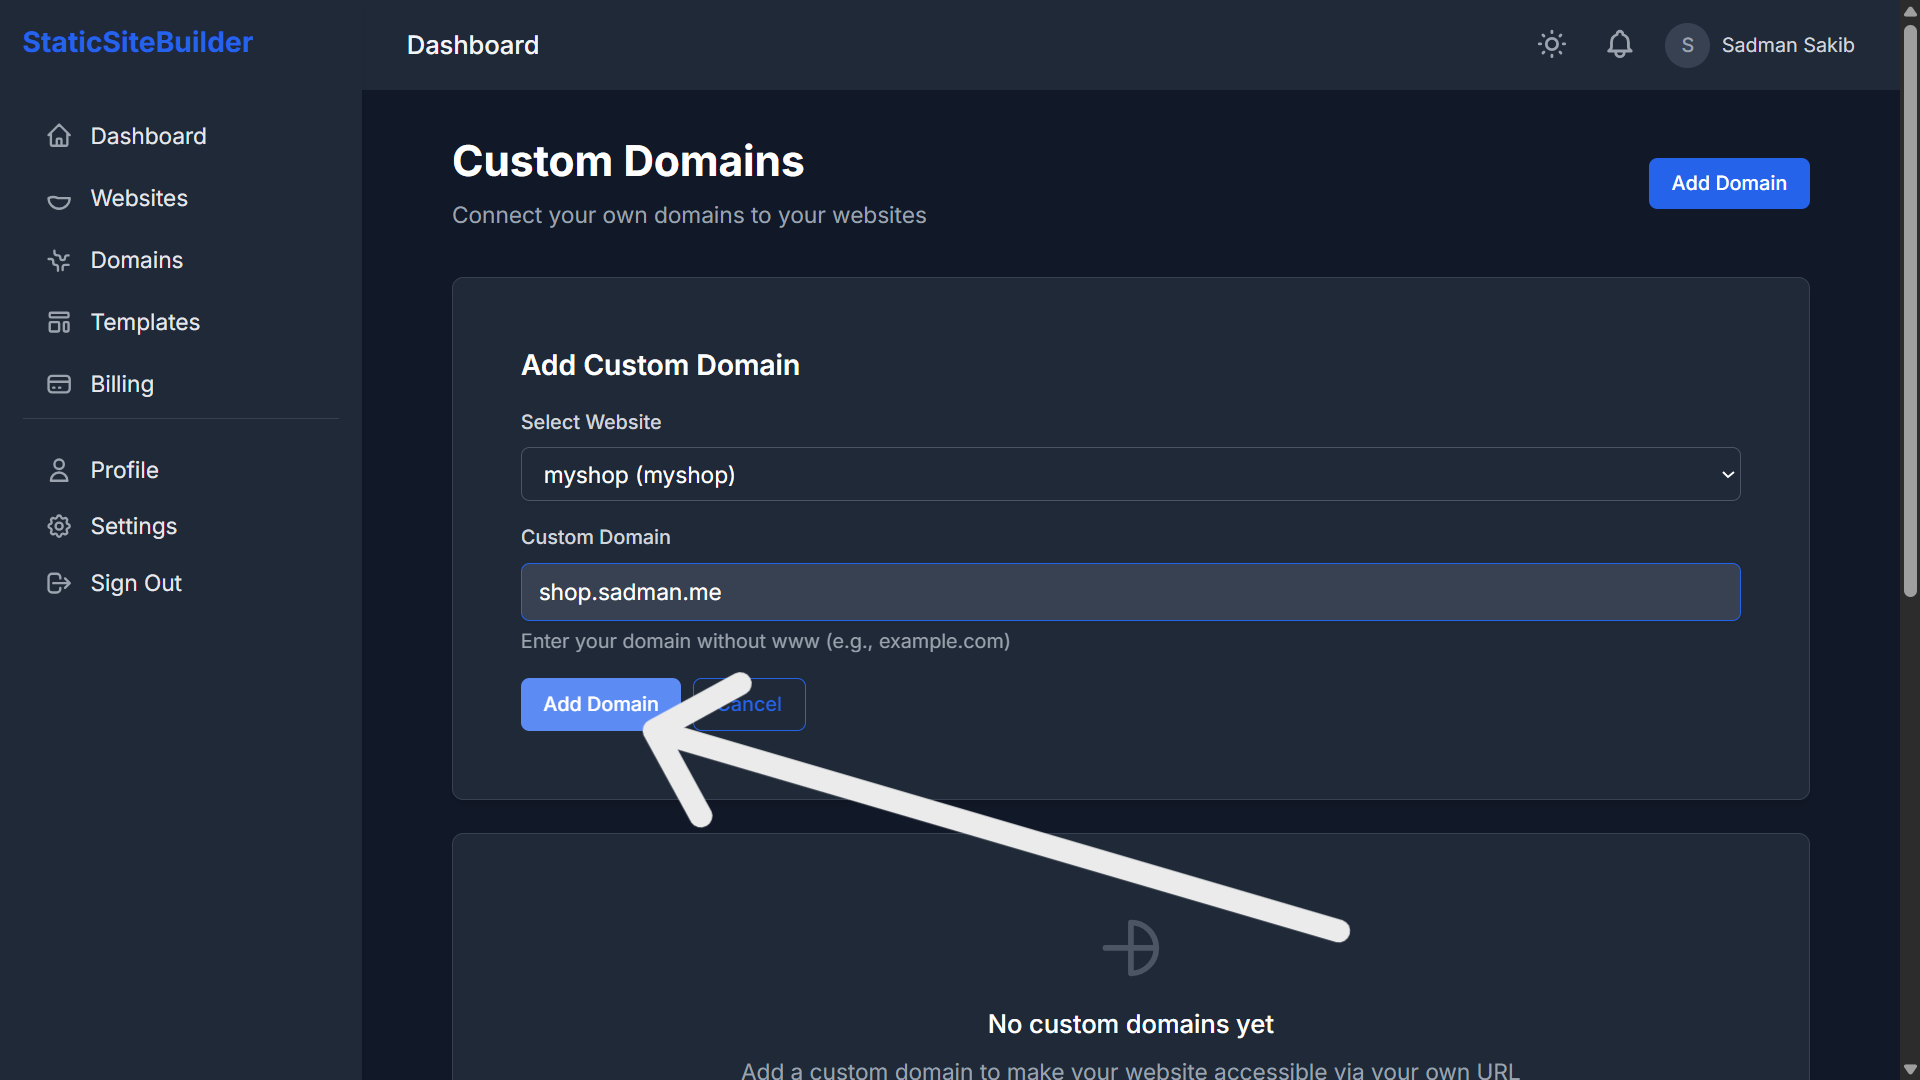 StaticSiteBuilder
Dashboard
Websites
Domains
Templates
Billing
Profile
Settings
Sign Out
Dashboard
S
Sadman Sakib
Custom Domains
Connect your own domains to your websites
Add Domain
Add Custom Domain
Select Website
myshop (myshop)
Custom Domain
shop.sadman.me
Enter your domain without www (e.g., example.com)
Add Domain
Cancel
No custom domains yet
Add a custom domain to make your website accessible via your own URL